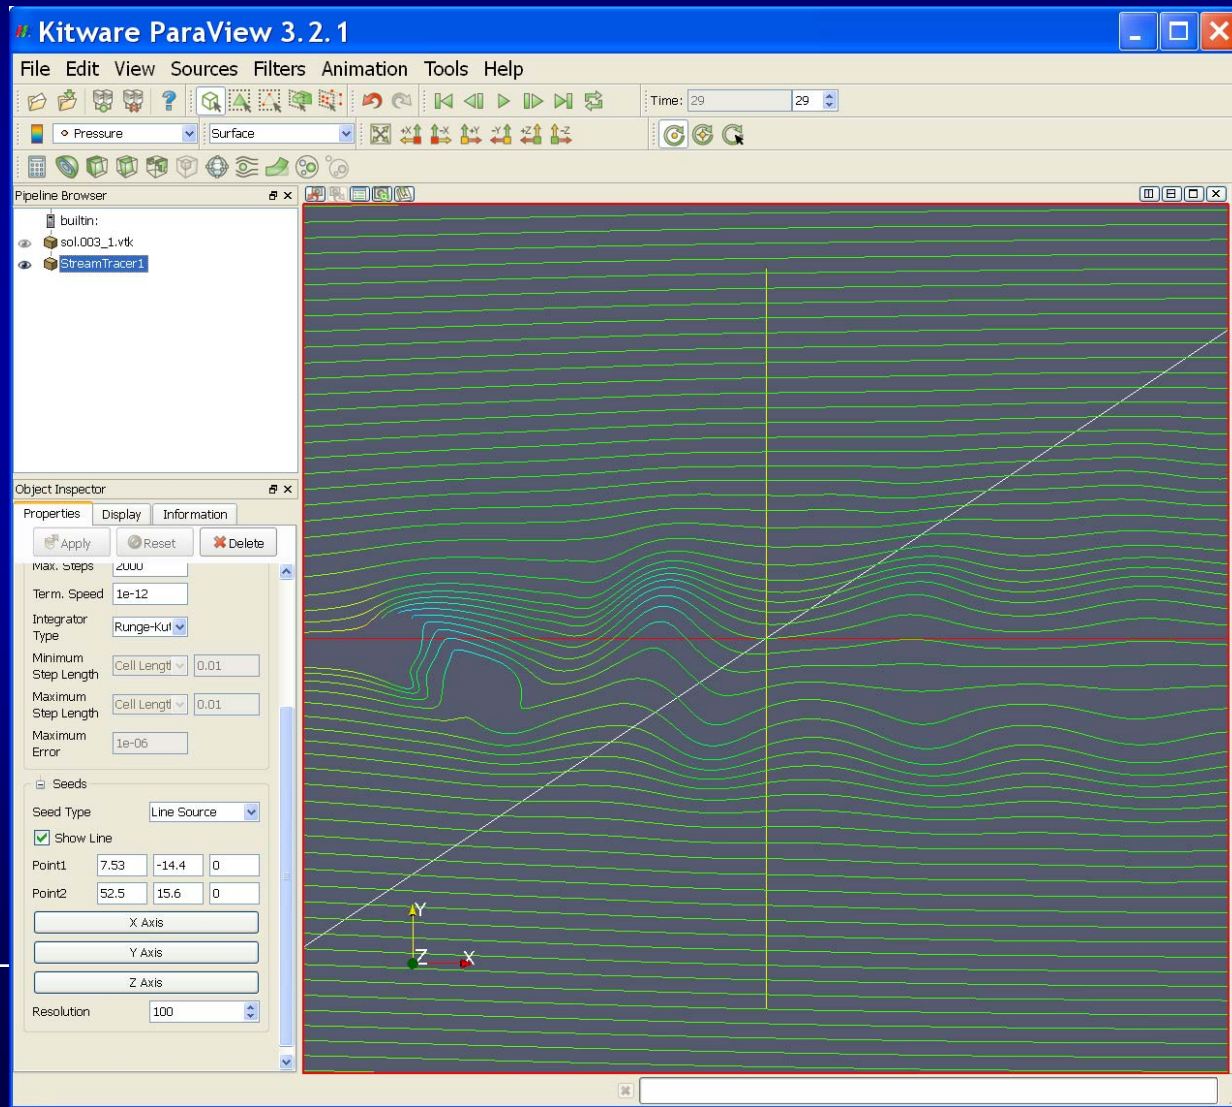 Kitware ParaView 3.2.1
File Edit View Sources Filters Animation Tools Help
Time: 29 29
Pressure Surface
+X -X +Y -Y +Z -Z
Pipeline Browser
builtin:
sol.003_1.vtk
StreamTracer1
Object Inspector
Properties Display Information
Apply Reset Delete
Max. Steps 2000
Term. Speed 1e-12
Integrator Type Runge-Kut
Minimum Step Length Cell Lengt 0.01
Maximum Step Length Cell Lengt 0.01
Maximum Error 1e-06
Seeds
Seed Type Line Source
Show Line
Point1 7.53 -14.4 0
Point2 52.5 15.6 0
X Axis
Y Axis
Z Axis
Resolution 100
Y
Z X